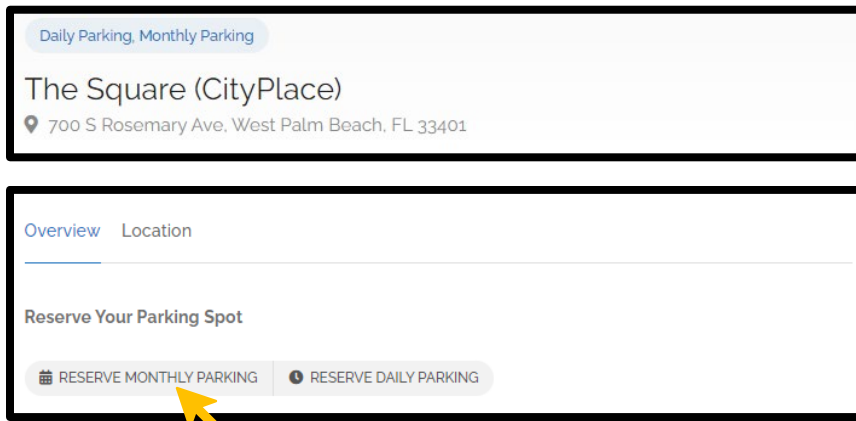 Daily Parking, Monthly Parking
The Square (CityPlace)
700 S Rosemary Ave, West Palm Beach, FL 33401
Overview Location
Reserve Your Parking Spot
RESERVE MONTHLY PARKING RESERVE DAILY PARKING